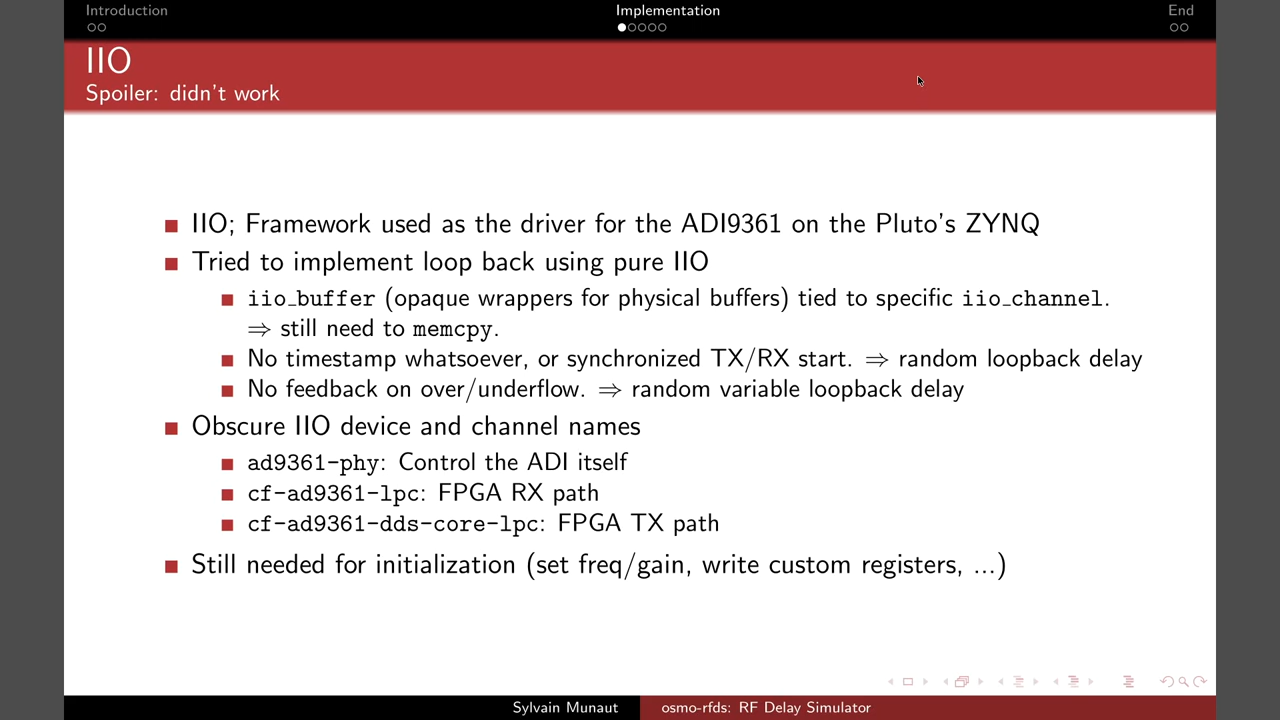 Introduction
Implementation
End
IIO
Spoiler: didn't work
IIO; Framework used as the driver for the ADI9361 on the Pluto's ZYNQ
Tried to implement loop back using pure IIO
iio_buffer (opaque wrappers for physical buffers) tied to specific iio_channel.
⇒ still need to memcpy.
No timestamp whatsoever, or synchronized TX/RX start. ⇒ random loopback delay
No feedback on over/underflow. ⇒ random variable loopback delay
Obscure IIO device and channel names
ad9361-phy: Control the ADI itself
cf-ad9361-lpc: FPGA RX path
cf-ad9361-dds-core-lpc: FPGA TX path
Still needed for initialization (set freq/gain, write custom registers, ...)
Sylvain Munaut
osmo-rfds: RF Delay Simulator